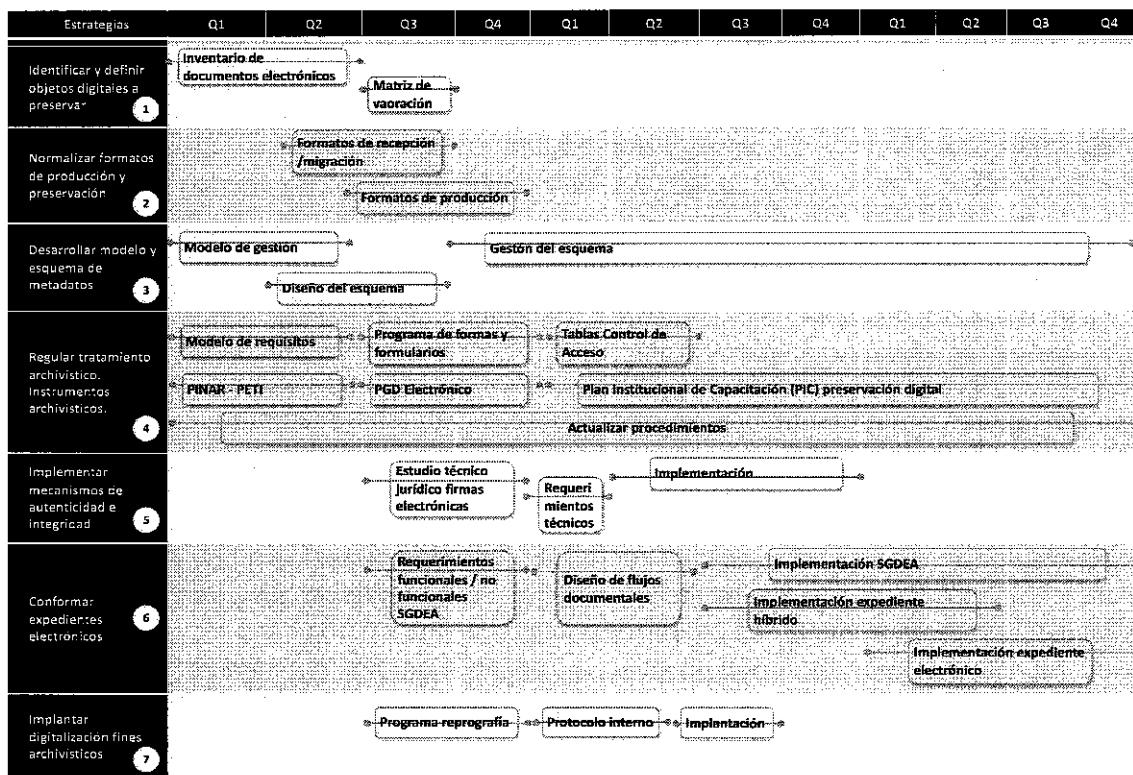 Estrategias Q1 Q2 Q3 Q4 Q1 Q2 Q3 Q4 Q1 Q2 Q3 Q4
Identificar y definir
objetos digitales a
preservar
1
Inventario de
documentos electrónicos
Matriz de
vaoración
Normalizar formatos
de producción y
preservación
2
Formatos de recepción
/migración
Formatos de producción
Desarrollar modelo y
esquema de
metadatos
3
Modelo de gestión
Gestón del esquema
Diseño del esquema
Regular tratamiento
archivístico.
Instrumentos
archivísticos.
4
Modelo de requisitos
Programa de formas y
formularios
Tablas Control de
Acceso
PINAR - PETI
PGD Electrónico
Plan Institucional de Capacitación (PIC) preservación digital
Actualizar procedimientos
Implementar
mecanismos de
autenticidad e
integridad
5
Estudio técnico
Jurídico firmas
electrónicas
Requeri
mientos
técnicos
Implementación
Conformar
expedientes
electrónicos
6
Requerimientos
funcionales / no
funcionales
SGDEA
Diseño de flujos
documentales
Implementación SGDEA
Implementación expediente
híbrido
Implementación expediente
electrónico
Implantar
digitalización fines
archivísticos
7
Programa reprografía
Protocolo interno
Implantación